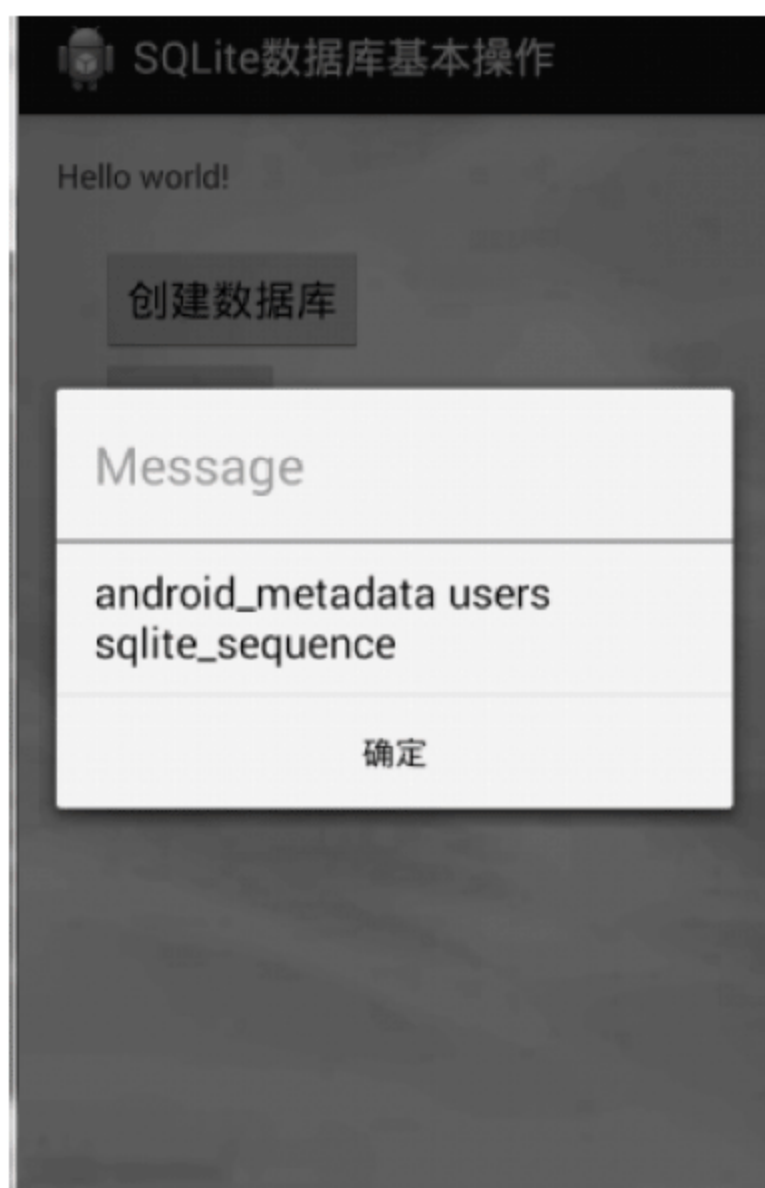 SQLite数据库基本操作
Hello world!
创建数据库
Message
android_metadata users
sqlite_sequence
确定